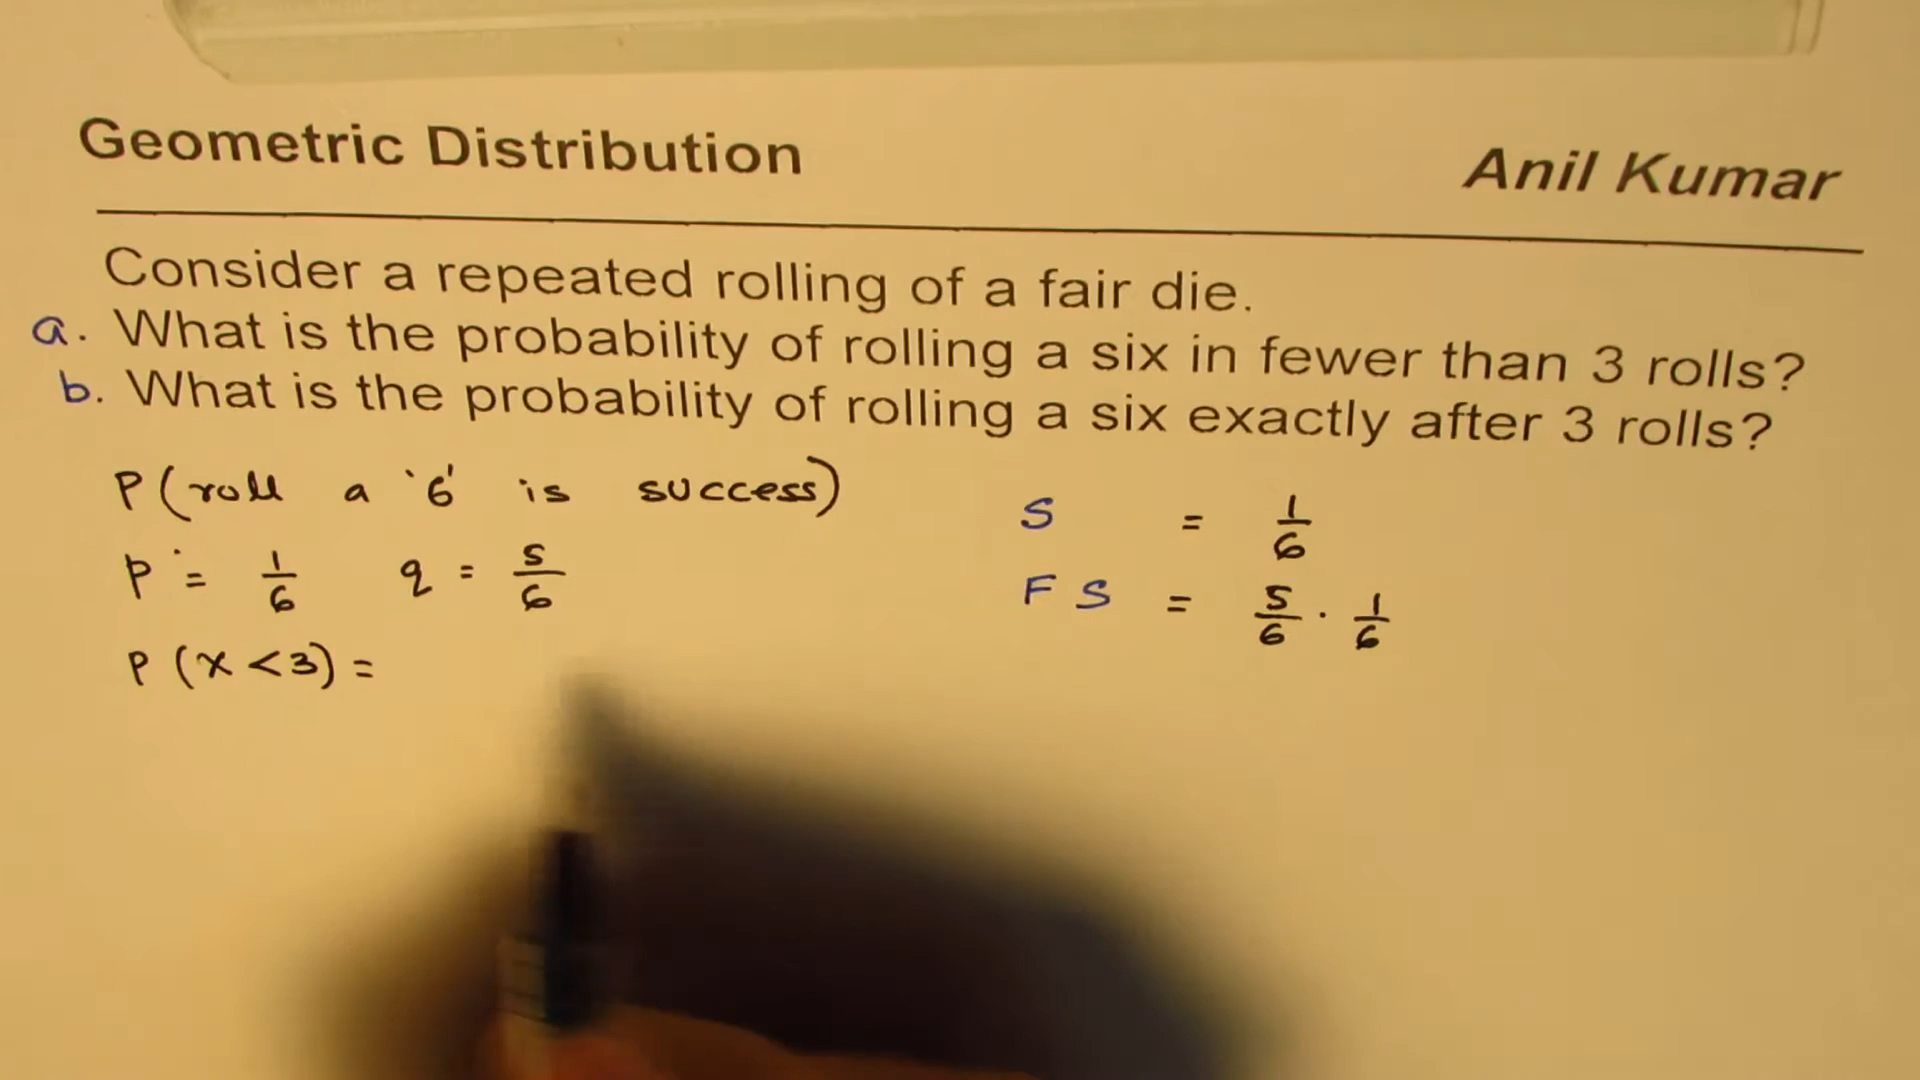 Geometric Distribution
Anil Kumar
Consider a repeated rolling of a fair die.
a. What is the probability of rolling a six in fewer than 3 rolls?
b. What is the probability of rolling a six exactly after 3 rolls?
P (roll a '6' is success)
p = 1/6 q = 5/6
P (x < 3) =
S = 1/6
F S = 5/6 · 1/6